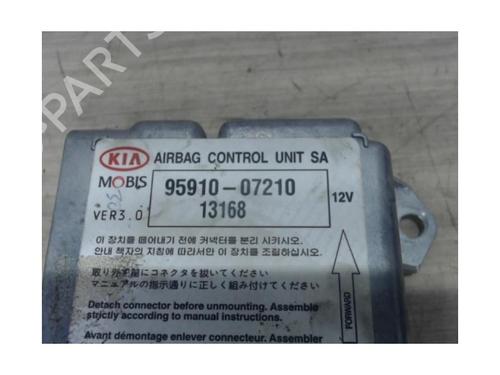 PARTS
KIA AIRBAG CONTROL UNIT SA
MOBIS 95910-07210
VER3.0 13168 12V
이 장치를 떼어내기 전에 커넥터를 분리 시키시오.
안내 책자의 지침에 따라서만 이 장치를 조립하십시오.
取り外す前にコネクタを抜いてください
マニュアルの指示通りに正しく組み付けてください
Detach connector before unmounting. Assemble
strictly according to manual instructions.
Avant démontage enlever connecteur. Assembler
FORWARD